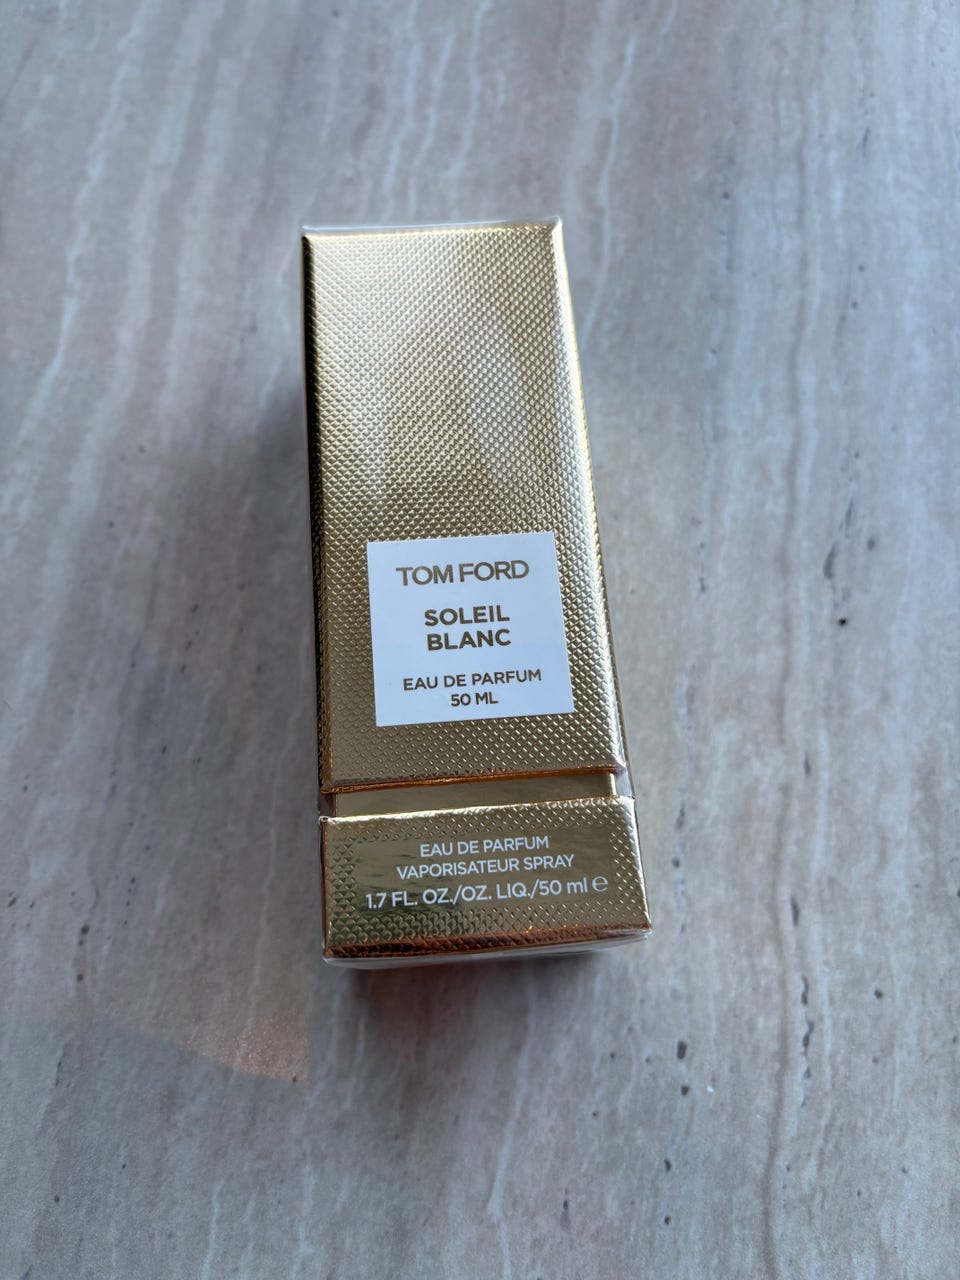 TOM FORD
SOLEIL
BLANC
EAU DE PARFUM
50 ML
EAU DE PARFUM
VAPORISATEUR SPRAY
1.7 FL. OZ./OZ. LIQ./50 ml ℮